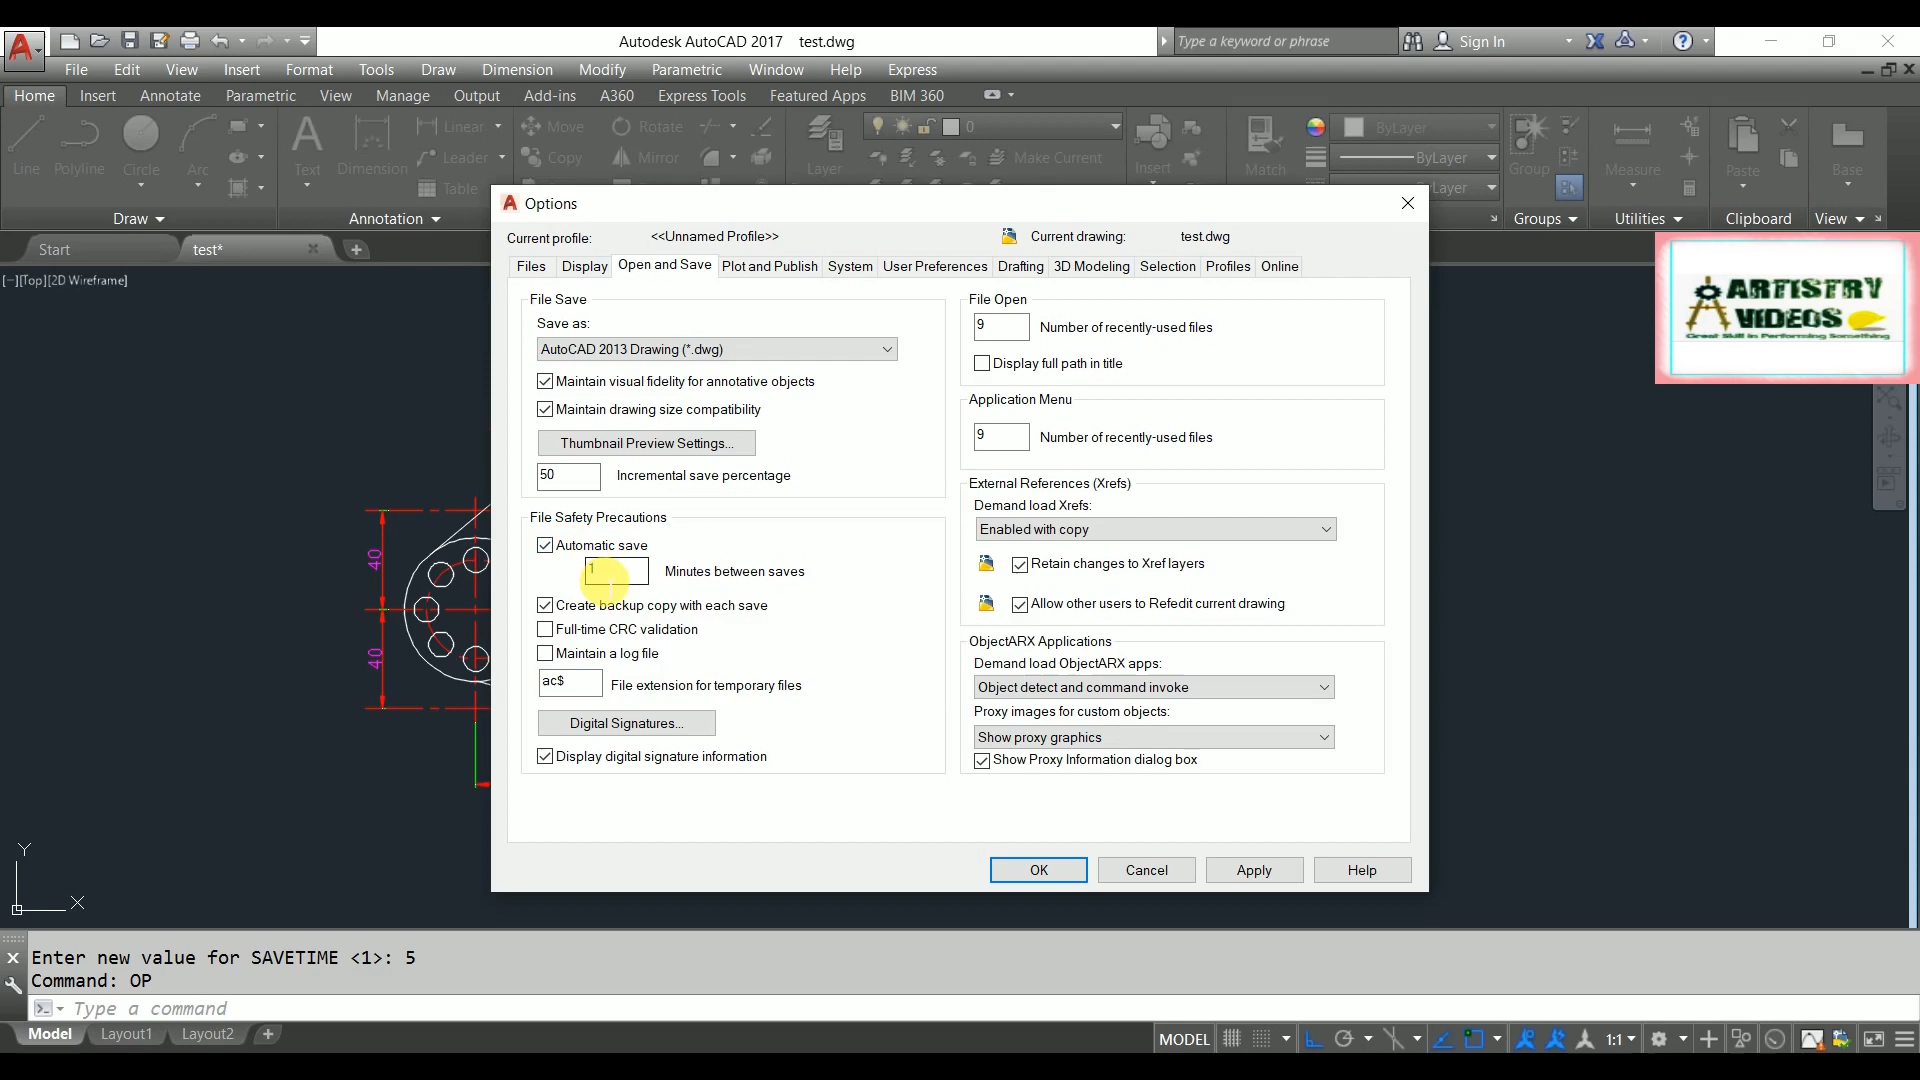 Autodesk AutoCAD 2017 test.dwg
Type a keyword or phrase
Sign In
File Edit View Insert Format Tools Draw Dimension Modify Parametric Window Help Express
Home Insert Annotate Parametric View Manage Output Add-ins A360 Express Tools Featured Apps BIM 360
Line Polyline Circle Arc
Text Dimension
Linear
Leader
Table
Move Rotate
Copy Mirror
Layer
0
Make Current
Insert
Match
ByLayer
ByLayer
ByLayer
Group
Measure
Paste
Base
Draw
Annotation
Groups
Utilities
Clipboard
View
Start test*
[−][Top][2D Wireframe]
Options
Current profile: <<Unnamed Profile>>
Current drawing: test.dwg
Files Display Open and Save Plot and Publish System User Preferences Drafting 3D Modeling Selection Profiles Online
File Save
Save as:
AutoCAD 2013 Drawing (*.dwg)
Maintain visual fidelity for annotative objects
Maintain drawing size compatibility
Thumbnail Preview Settings...
50 Incremental save percentage
File Safety Precautions
Automatic save
1 Minutes between saves
Create backup copy with each save
Full-time CRC validation
Maintain a log file
ac$ File extension for temporary files
Digital Signatures...
Display digital signature information
File Open
9 Number of recently-used files
Display full path in title
Application Menu
9 Number of recently-used files
External References (Xrefs)
Demand load Xrefs:
Enabled with copy
Retain changes to Xref layers
Allow other users to Refedit current drawing
ObjectARX Applications
Demand load ObjectARX apps:
Object detect and command invoke
Proxy images for custom objects:
Show proxy graphics
Show Proxy Information dialog box
OK Cancel Apply Help
ARTISTRY
VIDEOS
Great Skill in Performing Something
40
40
Y
X
Enter new value for SAVETIME <1>: 5
Command: OP
Type a command
Model Layout1 Layout2
MODEL
1:1